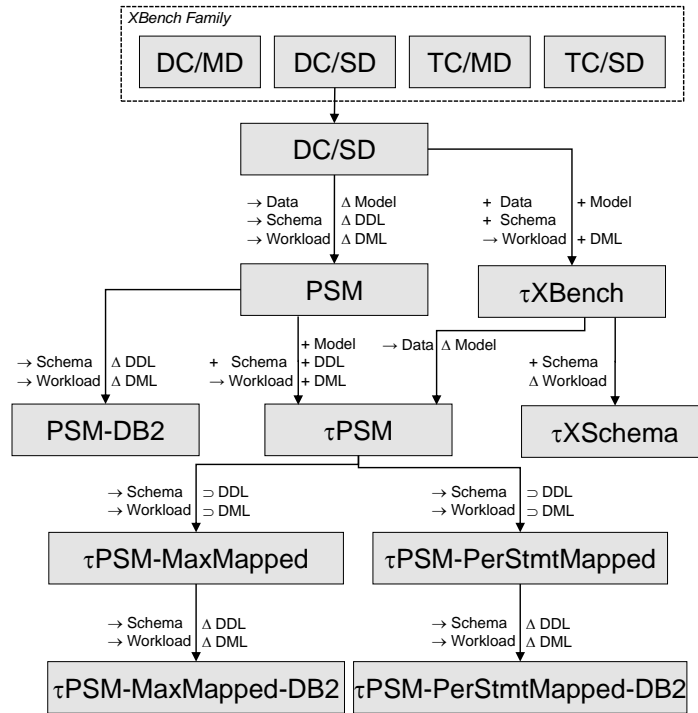 XBench Family
DC/MD DC/SD TC/MD TC/SD
DC/SD
→ Data Δ Model
→ Schema Δ DDL
→ Workload Δ DML
+ Data + Model
+ Schema
→ Workload + DML
PSM
τXBench
→ Schema Δ DDL
→ Workload Δ DML
+ Model
+ Schema + DDL
→ Workload + DML
→ Data Δ Model
+ Schema
Δ Workload
PSM-DB2
τPSM
τXSchema
→ Schema ⊃ DDL
→ Workload ⊃ DML
→ Schema ⊃ DDL
→ Workload ⊃ DML
τPSM-MaxMapped
τPSM-PerStmtMapped
→ Schema Δ DDL
→ Workload Δ DML
→ Schema Δ DDL
→ Workload Δ DML
τPSM-MaxMapped-DB2
τPSM-PerStmtMapped-DB2